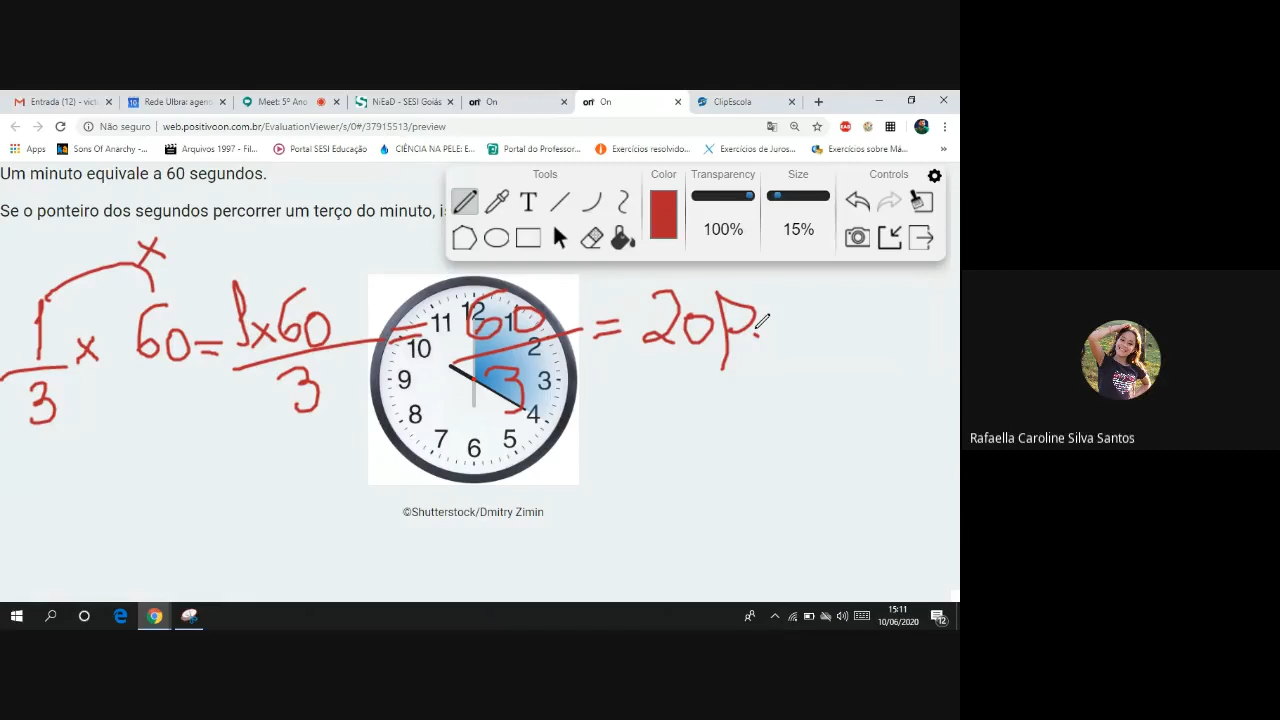 Entrada (12) - vict
Rede Ulbra: agen
Meet: 5º Ano
NiEaD - SESI Goiás
On
On
ClipEscola
Não seguro
web.positivoon.com.br/EvaluationViewer/s/0#/37915513/preview
Apps
Sons Of Anarchy -...
Arquivos 1997 - Fil...
Portal SESI Educação
CIÊNCIA NA PELE: E...
Portal do Professor...
Exercícios resolvido...
Exercícios de Juros...
Exercícios sobre Má...
»
Um minuto equivale a 60 segundos.
Se o ponteiro dos segundos percorrer um terço do minuto, i
Tools
Color
Transparency
Size
Controls
T
100%
15%
x
1/3 x 60 = 1x60/3 = 60/3 = 20 p.
12
1
2
3
4
5
6
7
8
9
10
11
©Shutterstock/Dmitry Zimin
Rafaella Caroline Silva Santos
15:11
10/06/2020
12